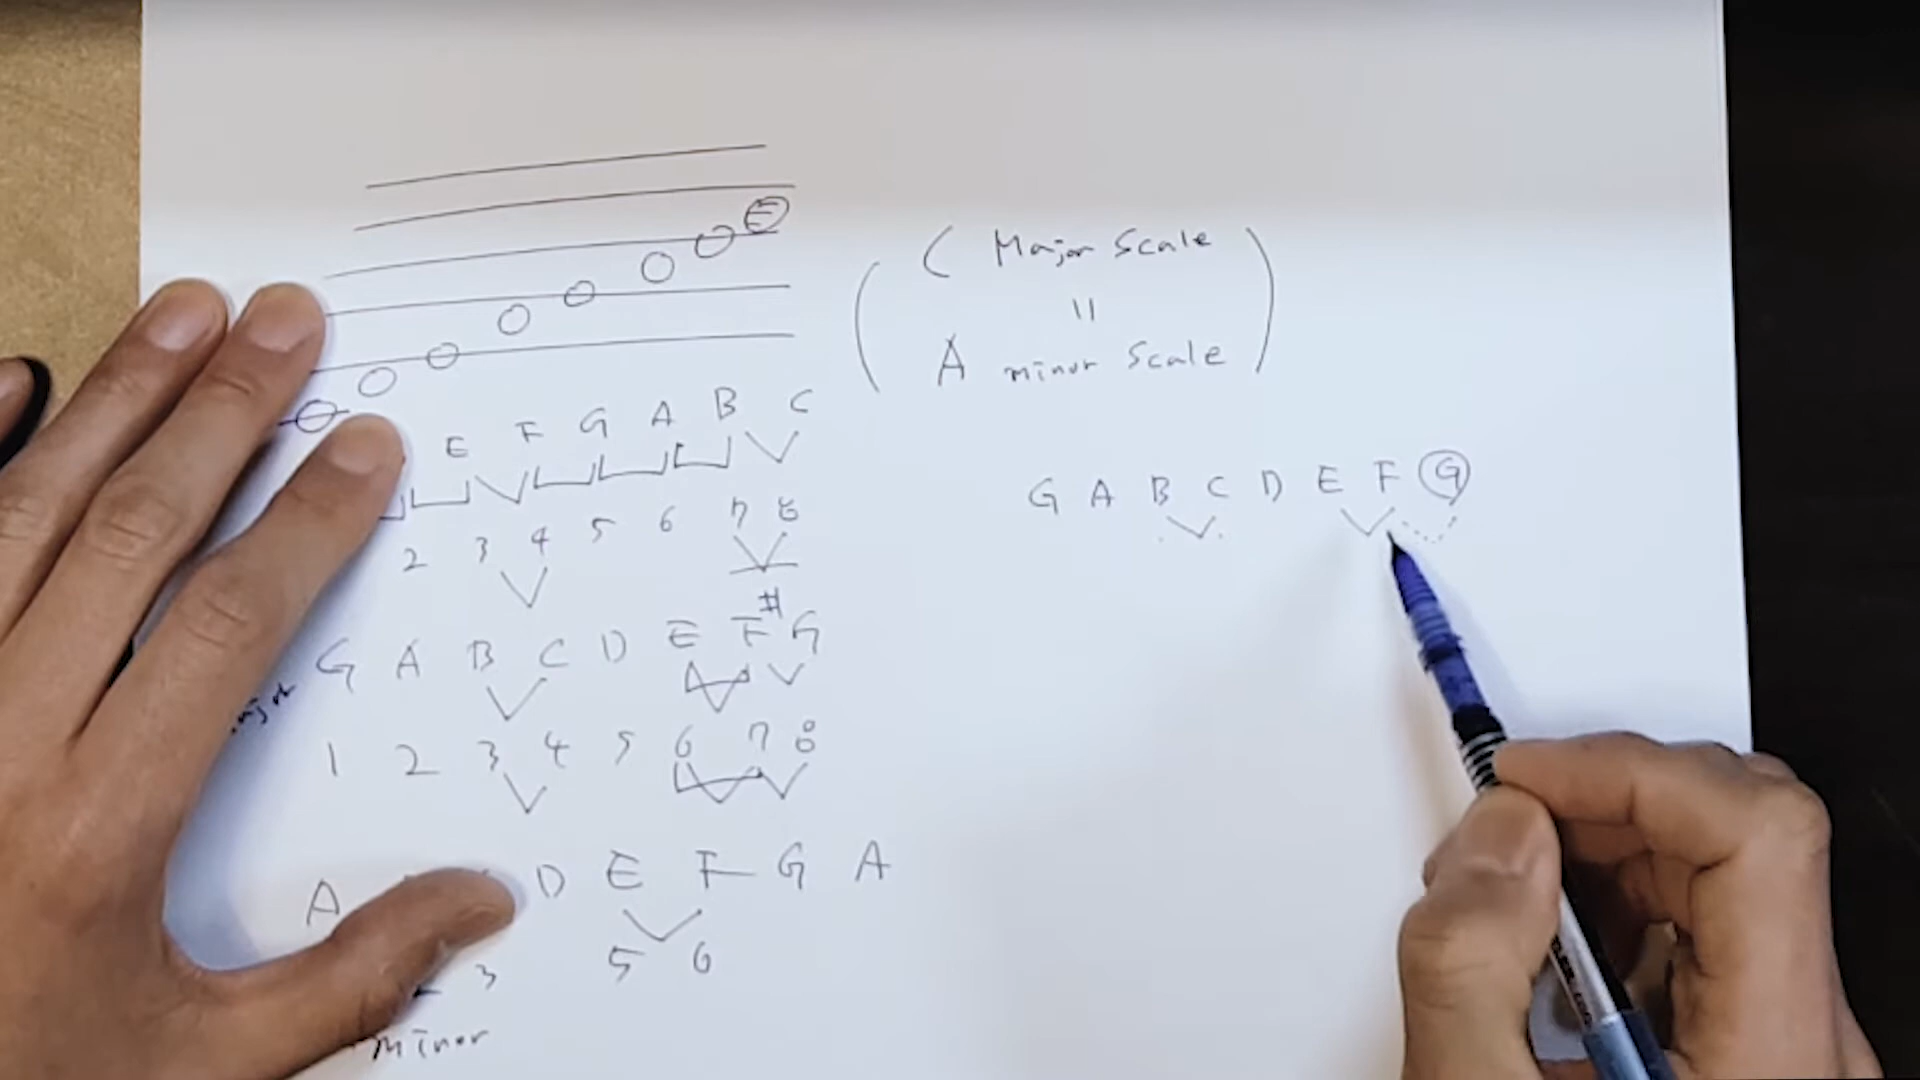 E
( Major Scale
=
A minor Scale )
E F G A B C
2 3 4 5 6 7 8
G A B C D E F G
#
G A B C D E F G
1 2 3 4 5 6 7 8
A D E F G A
3 5 6
minor